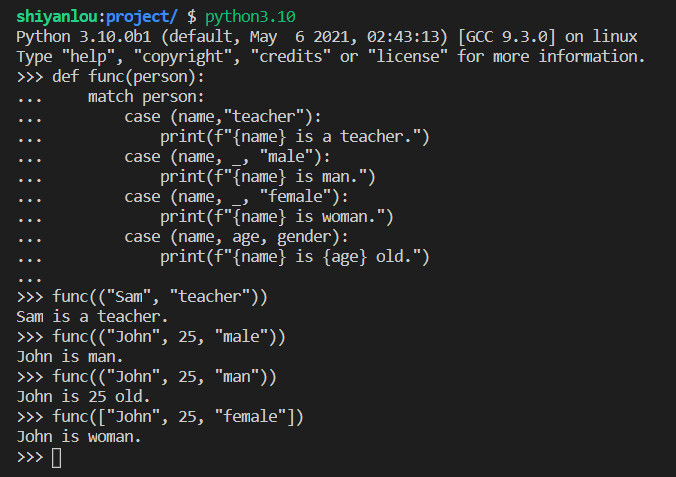 shiyanlou:project/ $ python3.10
Python 3.10.0b1 (default, May  6 2021, 02:43:13) [GCC 9.3.0] on linux
Type "help", "copyright", "credits" or "license" for more information.
>>> def func(person):
...     match person:
...         case (name,"teacher"):
...             print(f"{name} is a teacher.")
...         case (name, _, "male"):
...             print(f"{name} is man.")
...         case (name, _, "female"):
...             print(f"{name} is woman.")
...         case (name, age, gender):
...             print(f"{name} is {age} old.")
...
>>> func(("Sam", "teacher"))
Sam is a teacher.
>>> func(("John", 25, "male"))
John is man.
>>> func(("John", 25, "man"))
John is 25 old.
>>> func(["John", 25, "female"])
John is woman.
>>>